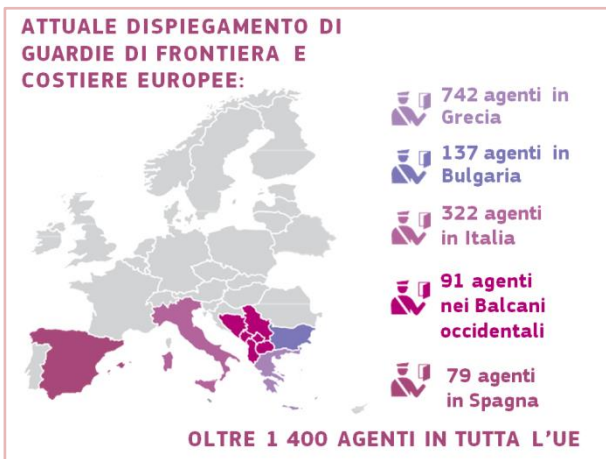 ATTUALE DISPIEGAMENTO DI
GUARDIE DI FRONTIERA E
COSTIERE EUROPEE:
742 agenti in
Grecia
137 agenti in
Bulgaria
322 agenti
in Italia
91 agenti
nei Balcani
occidentali
79 agenti
in Spagna
OLTRE 1 400 AGENTI IN TUTTA L'UE